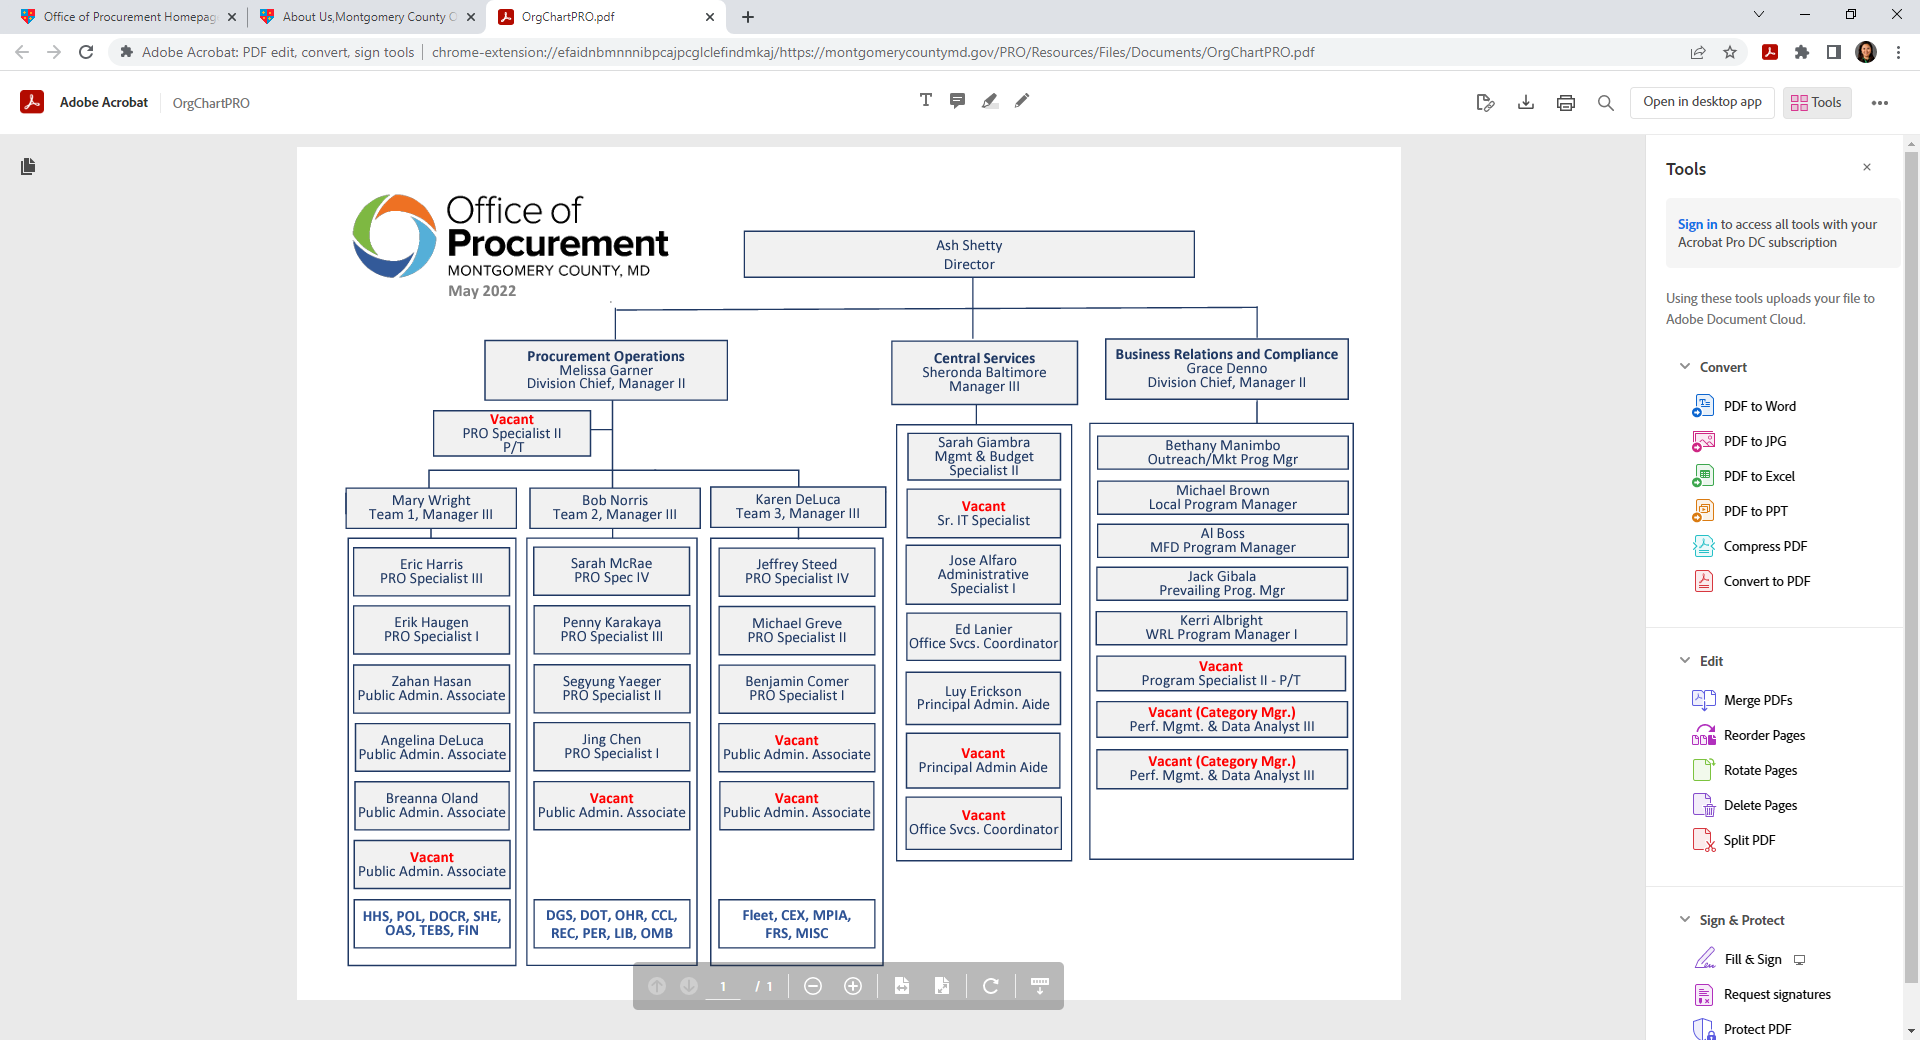 Office of Procurement Homepag
About Us,Montgomery County O
OrgChartPRO.pdf
Adobe Acrobat: PDF edit, convert, sign tools
chrome-extension://efaidnbmnnnibpcajpcglclefindmkaj/https://montgomerycountymd.gov/PRO/Resources/Files/Documents/OrgChartPRO.pdf
Adobe Acrobat
OrgChartPRO
Open in desktop app
Tools
Office of
Procurement
MONTGOMERY COUNTY, MD
May 2022
Ash Shetty
Director
Procurement Operations
Melissa Garner
Division Chief, Manager II
Vacant
PRO Specialist II
P/T
Mary Wright
Team 1, Manager III
Eric Harris
PRO Specialist III
Erik Haugen
PRO Specialist I
Zahan Hasan
Public Admin. Associate
Angelina DeLuca
Public Admin. Associate
Breanna Oland
Public Admin. Associate
Vacant
Public Admin. Associate
HHS, POL, DOCR, SHE,
OAS, TEBS, FIN
Bob Norris
Team 2, Manager III
Sarah McRae
PRO Spec IV
Penny Karakaya
PRO Specialist III
Segyung Yaeger
PRO Specialist II
Jing Chen
PRO Specialist I
Vacant
Public Admin. Associate
DGS, DOT, OHR, CCL,
REC, PER, LIB, OMB
Karen DeLuca
Team 3, Manager III
Jeffrey Steed
PRO Specialist IV
Michael Greve
PRO Specialist II
Benjamin Comer
PRO Specialist I
Vacant
Public Admin. Associate
Vacant
Public Admin. Associate
Fleet, CEX, MPIA,
FRS, MISC
Central Services
Sheronda Baltimore
Manager III
Sarah Giambra
Mgmt & Budget
Specialist II
Vacant
Sr. IT Specialist
Jose Alfaro
Administrative
Specialist I
Ed Lanier
Office Svcs. Coordinator
Luy Erickson
Principal Admin. Aide
Vacant
Principal Admin Aide
Vacant
Office Svcs. Coordinator
Business Relations and Compliance
Grace Denno
Division Chief, Manager II
Bethany Manimbo
Outreach/Mkt Prog Mgr
Michael Brown
Local Program Manager
Al Boss
MFD Program Manager
Jack Gibala
Prevailing Prog. Mgr
Kerri Albright
WRL Program Manager I
Vacant
Program Specialist II - P/T
Vacant (Category Mgr.)
Perf. Mgmt. & Data Analyst III
Vacant (Category Mgr.)
Perf. Mgmt. & Data Analyst III
1 / 1
Tools
Sign in to access all tools with your
Acrobat Pro DC subscription
Using these tools uploads your file to
Adobe Document Cloud.
Convert
PDF to Word
PDF to JPG
PDF to Excel
PDF to PPT
Compress PDF
Convert to PDF
Edit
Merge PDFs
Reorder Pages
Rotate Pages
Delete Pages
Split PDF
Sign & Protect
Fill & Sign
Request signatures
Protect PDF